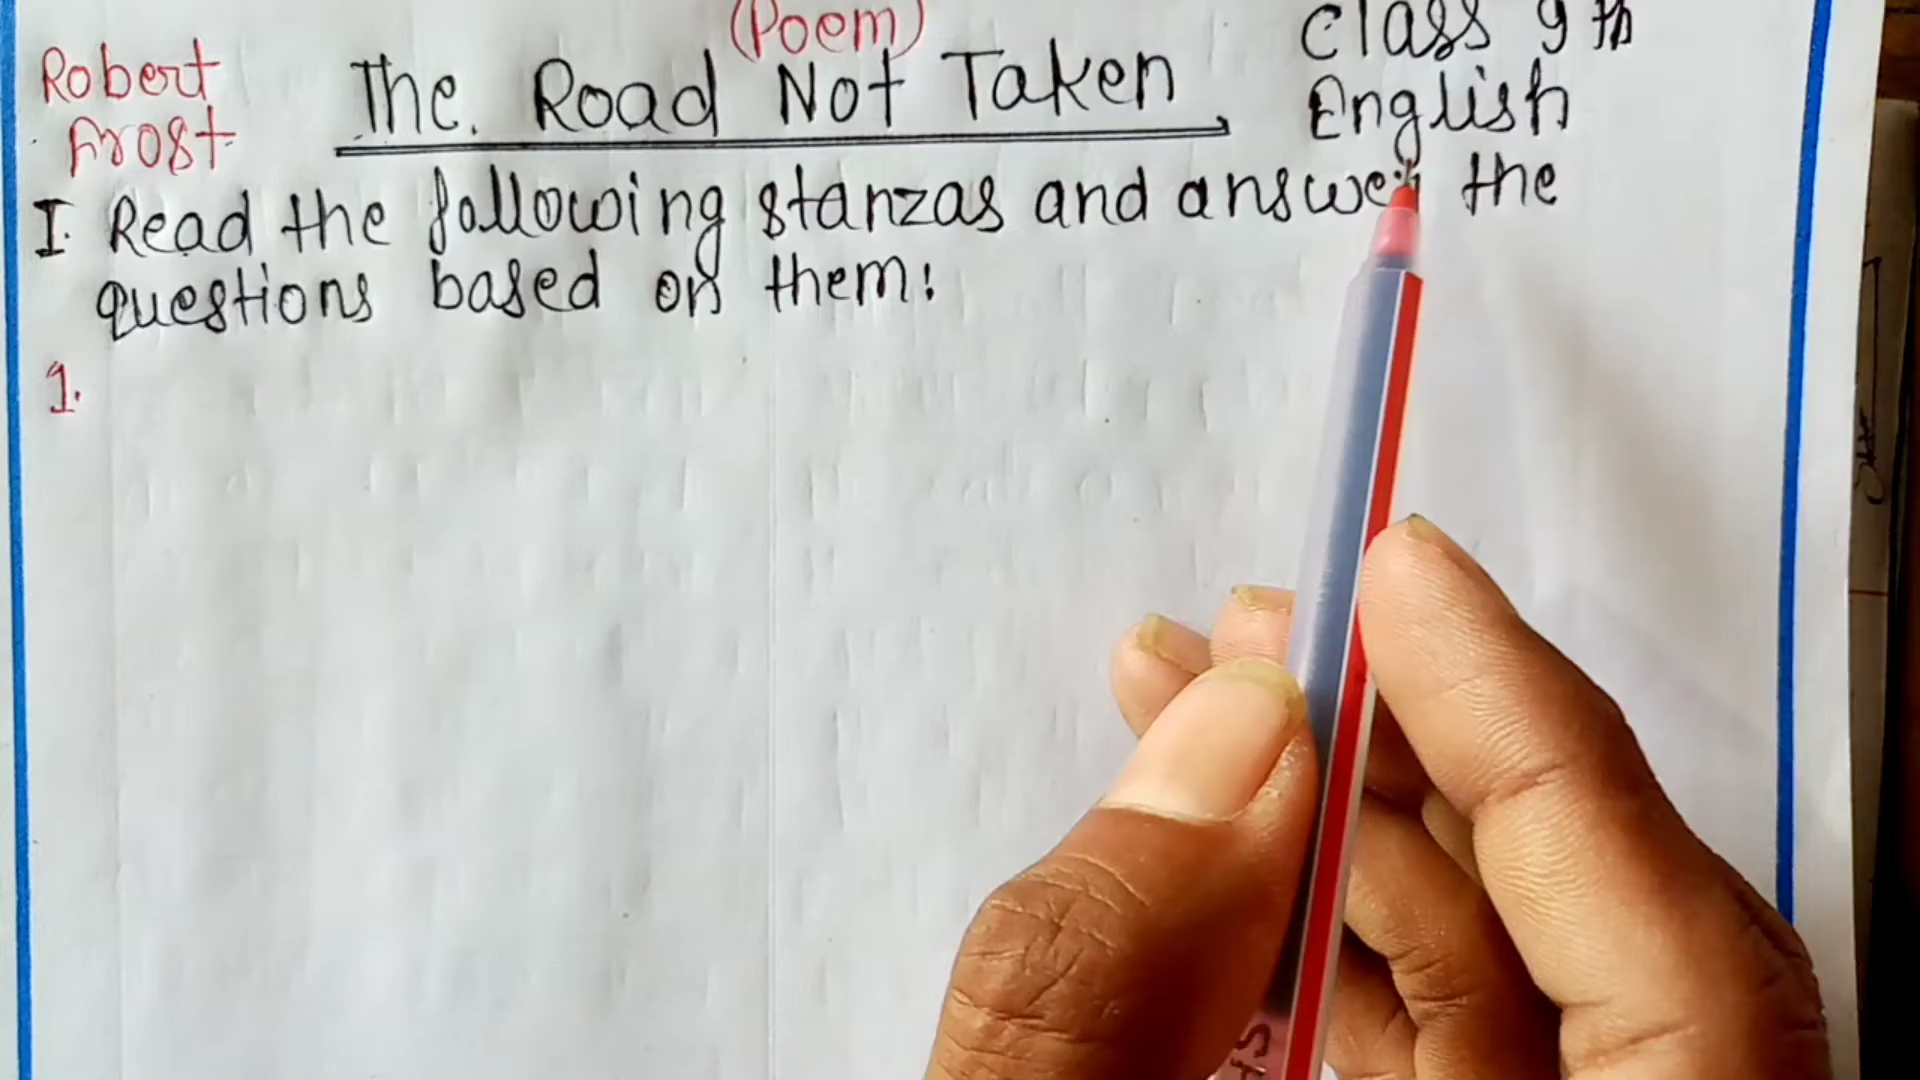 (Poem)
Class 9th
Robert
Frost
The Road Not Taken
English
I. Read the following stanzas and answer the
questions based on them:
1.